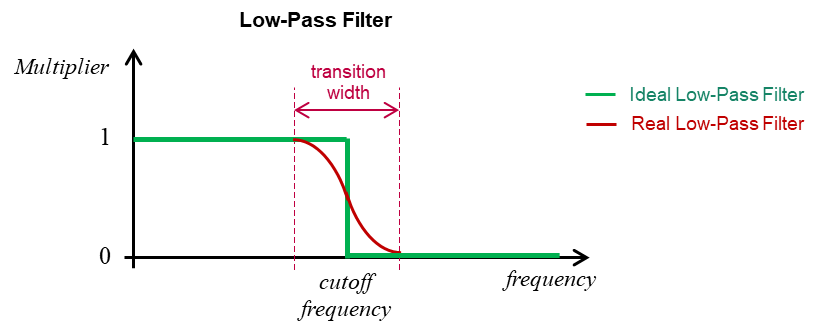 Low-Pass Filter
Multiplier
transition
width
Ideal Low-Pass Filter
Real Low-Pass Filter
1
0
cutoff
frequency
frequency